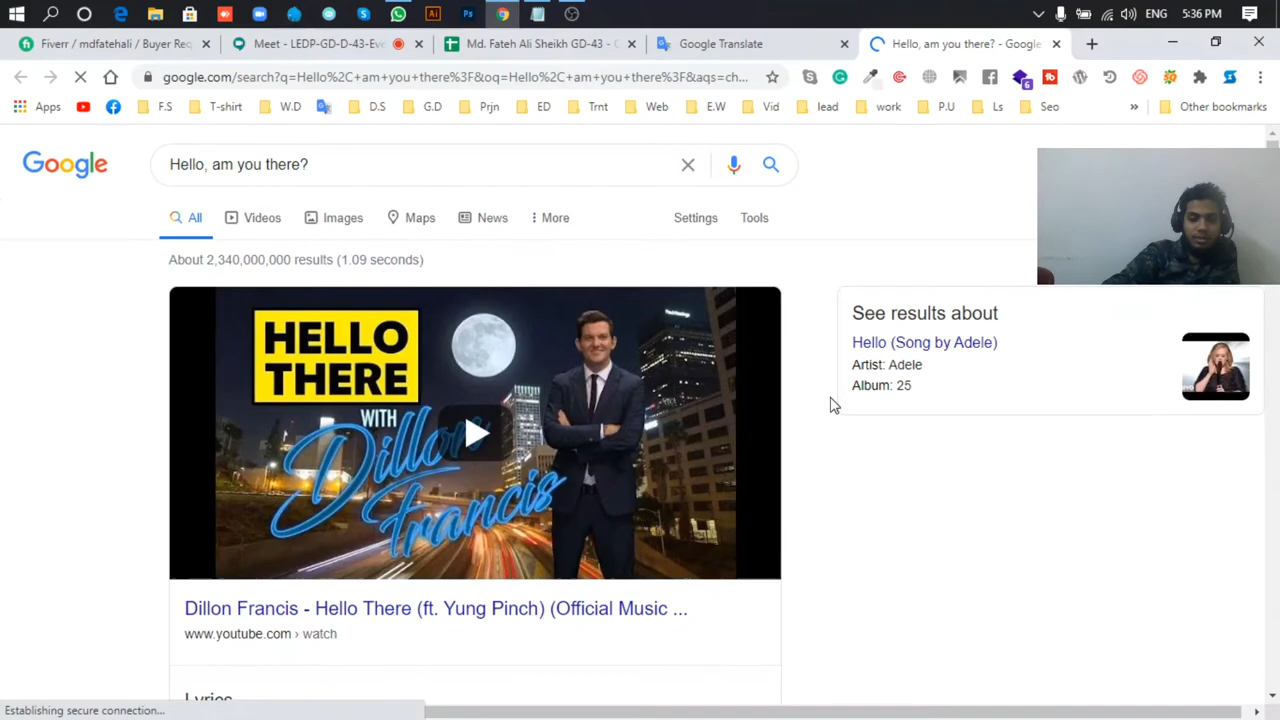 ENG
5:36 PM
Fiverr / mdfatehali / Buyer Req
Meet - LEDP-GD-D-43-Eve
Md. Fateh Ali Sheikh GD-43 - G
Google Translate
Hello, am you there? - Google
google.com/search?q=Hello%2C+am+you+there%3F&oq=Hello%2C+am+you+there%3F&aqs=ch...
6
Apps
F.S
T-shirt
W.D
D.S
G.D
Prjn
ED
Trnt
Web
E.W
Vid
lead
work
P.U
Ls
Seo
»
Other bookmarks
Google
Hello, am you there?
All
Videos
Images
Maps
News
More
Settings
Tools
About 2,340,000,000 results (1.09 seconds)
HELLO
THERE
WITH
Dillon
Francis
See results about
Hello (Song by Adele)
Artist: Adele
Album: 25
Dillon Francis - Hello There (ft. Yung Pinch) (Official Music ...
www.youtube.com › watch
Lyrics
Establishing secure connection...